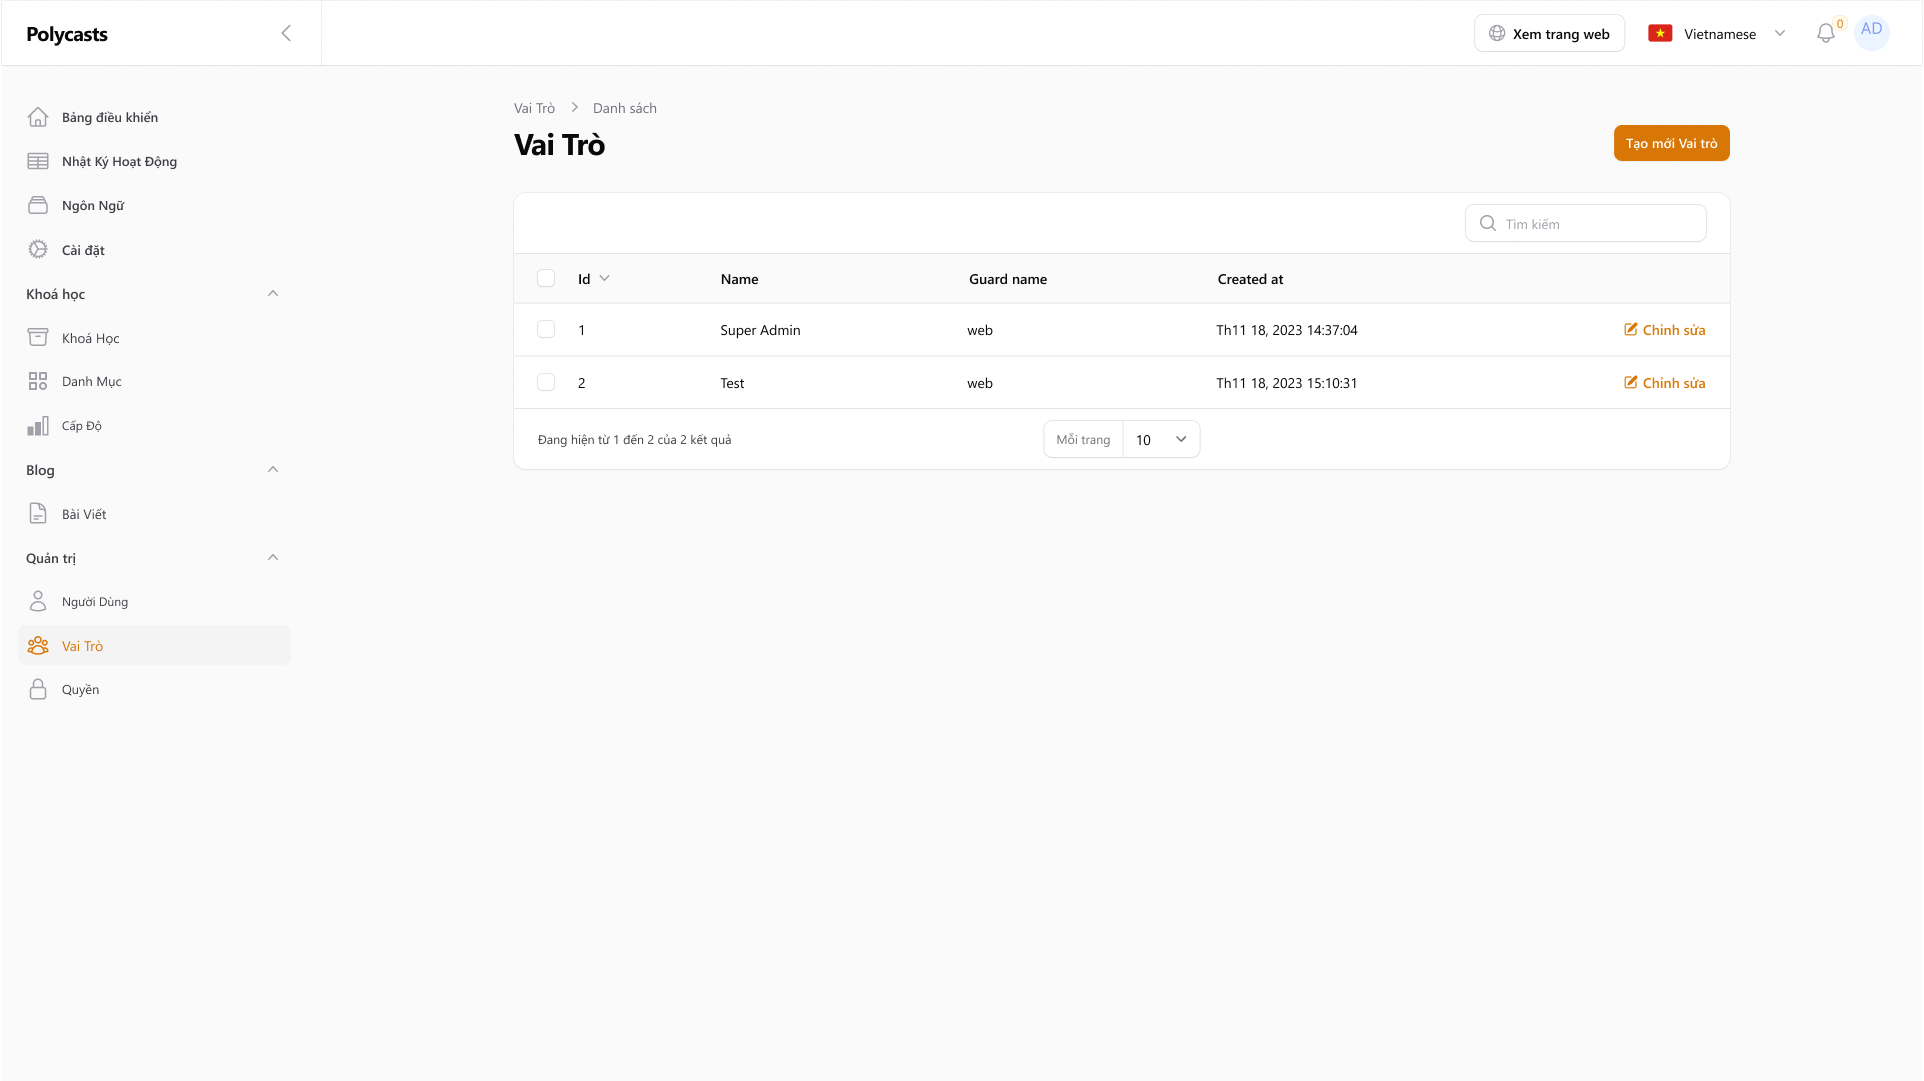 Polycasts
Xem trang web
Vietnamese
0
AD
Bảng điều khiển
Nhật Ký Hoạt Động
Ngôn Ngữ
Cài đặt
Khoá học
Khoá Học
Danh Mục
Cấp Độ
Blog
Bài Viết
Quản trị
Người Dùng
Vai Trò
Quyền
Vai Trò > Danh sách
Vai Trò
Tạo mới Vai trò
Tìm kiếm
Id Name Guard name Created at
1 Super Admin web Th11 18, 2023 14:37:04 Chỉnh sửa
2 Test web Th11 18, 2023 15:10:31 Chỉnh sửa
Đang hiện từ 1 đến 2 của 2 kết quả
Mỗi trang 10